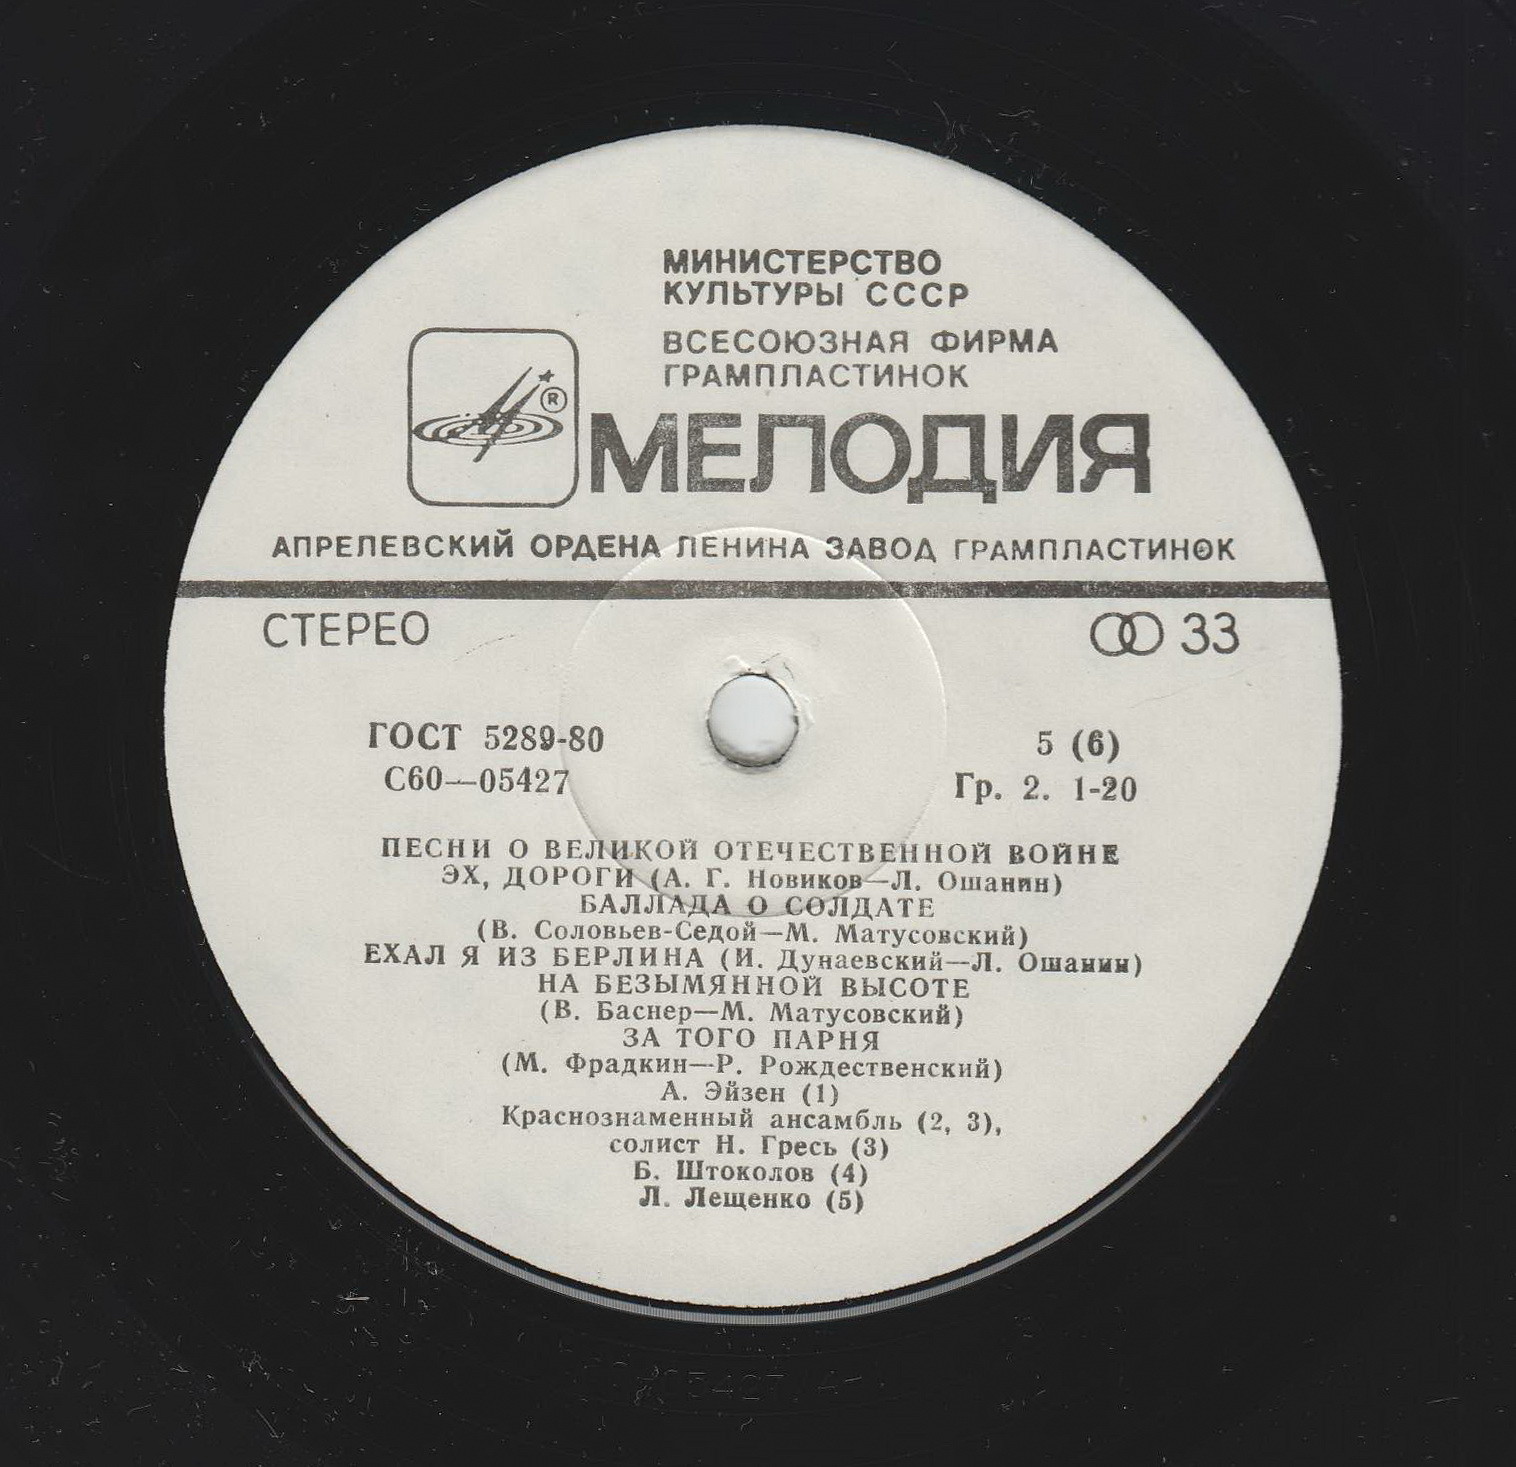 МИНИСТЕРСТВО
КУЛЬТУРЫ СССР
ВСЕСОЮЗНАЯ ФИРМА
ГРАМПЛАСТИНОК
®
МЕЛОДИЯ
АПРЕЛЕВСКИЙ ОРДЕНА ЛЕНИНА ЗАВОД ГРАМПЛАСТИНОК
СТЕРЕО
33
ГОСТ 5289-80
5 (6)
С60—05427
Гр. 2. 1-20
ПЕСНИ О ВЕЛИКОЙ ОТЕЧЕСТВЕННОЙ ВОЙНЕ
ЭХ, ДОРОГИ (А. Г. Новиков—Л. Ошанин)
БАЛЛАДА О СОЛДАТЕ
(В. Соловьев-Седой—М. Матусовский)
ЕХАЛ Я ИЗ БЕРЛИНА (И. Дунаевский—Л. Ошанин)
НА БЕЗЫМЯННОЙ ВЫСОТЕ
(В. Баснер—М. Матусовский)
ЗА ТОГО ПАРНЯ
(М. Фрадкин—Р. Рождественский)
А. Эйзен (1)
Краснознаменный ансамбль (2, 3),
солист Н. Гресь (3)
Б. Штоколов (4)
Л. Лещенко (5)